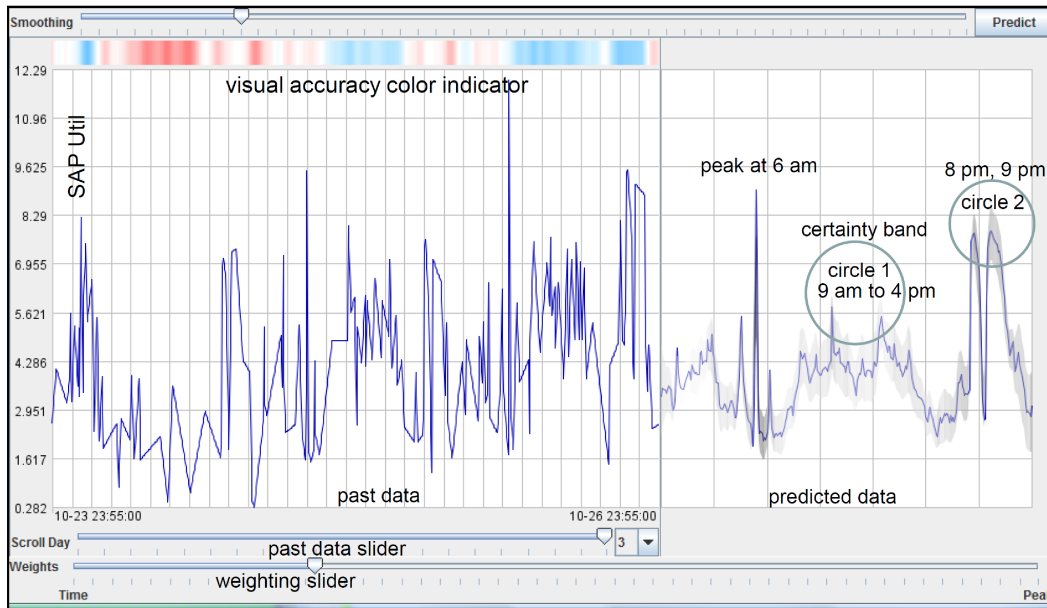 Smoothing
Predict
12.29
visual accuracy color indicator
10.96
SAP Util
9.625
peak at 6 am
8 pm, 9 pm
8.29
circle 2
certainty band
6.955
circle 1
9 am to 4 pm
5.621
4.286
2.951
1.617
past data
predicted data
0.282
10-23 23:55:00
10-26 23:55:00
Scroll Day
past data slider
3
Weights
weighting slider
Time
Pea